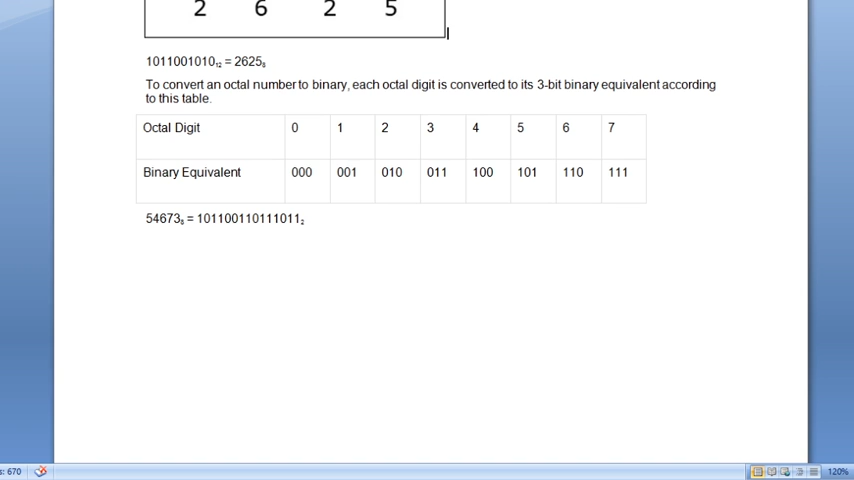 2 6 2 5
1011001010₁₂ = 2625₈
To convert an octal number to binary, each octal digit is converted to its 3-bit binary equivalent according
to this table.
Octal Digit 0 1 2 3 4 5 6 7
Binary Equivalent 000 001 010 011 100 101 110 111
54673₈ = 101100110111011₂
s: 670 120%